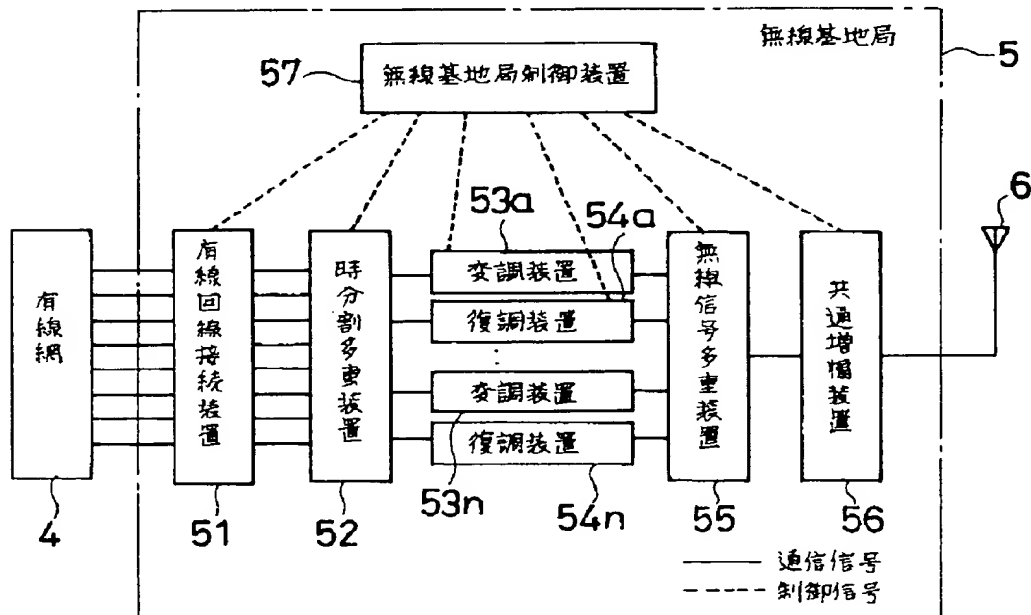 無線基地局
5
57
無線基地局制御装置
6
53a
54a
有線網
有線回線接続装置
時分割多重装置
変調装置
復調装置
変調装置
復調装置
無線信号多重装置
共通増幅装置
4
51
52
53n
54n
55
56
通信信号
制御信号